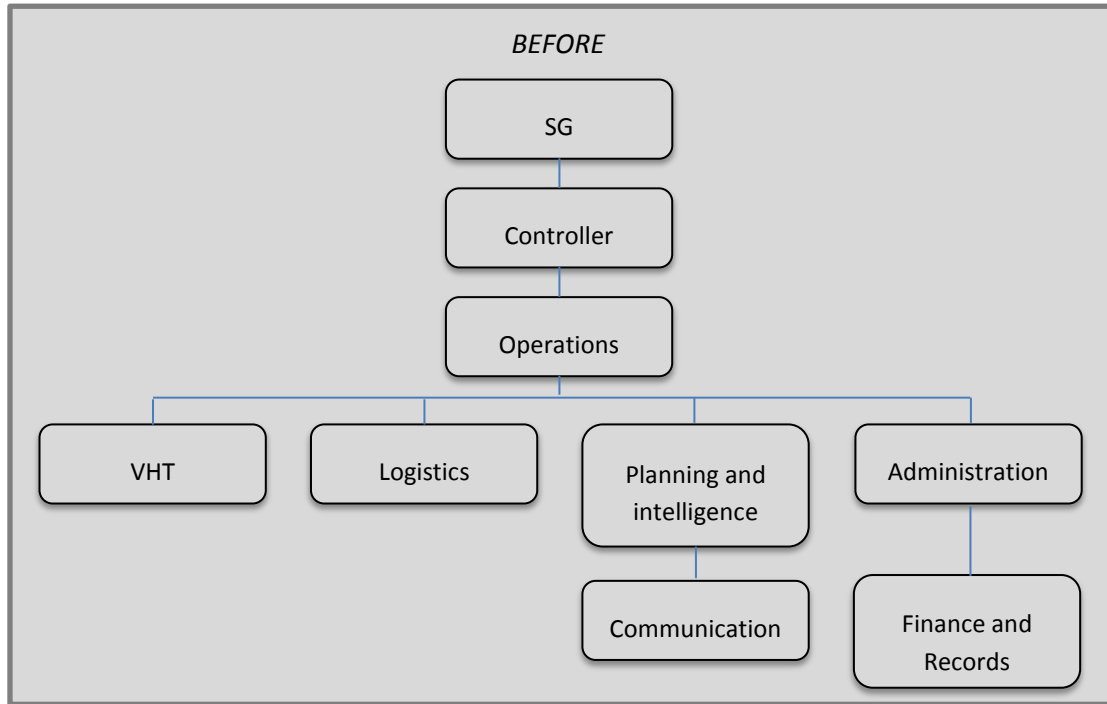 BEFORE
SG
Controller
Operations
VHT
Logistics
Planning and
intelligence
Administration
Communication
Finance and
Records